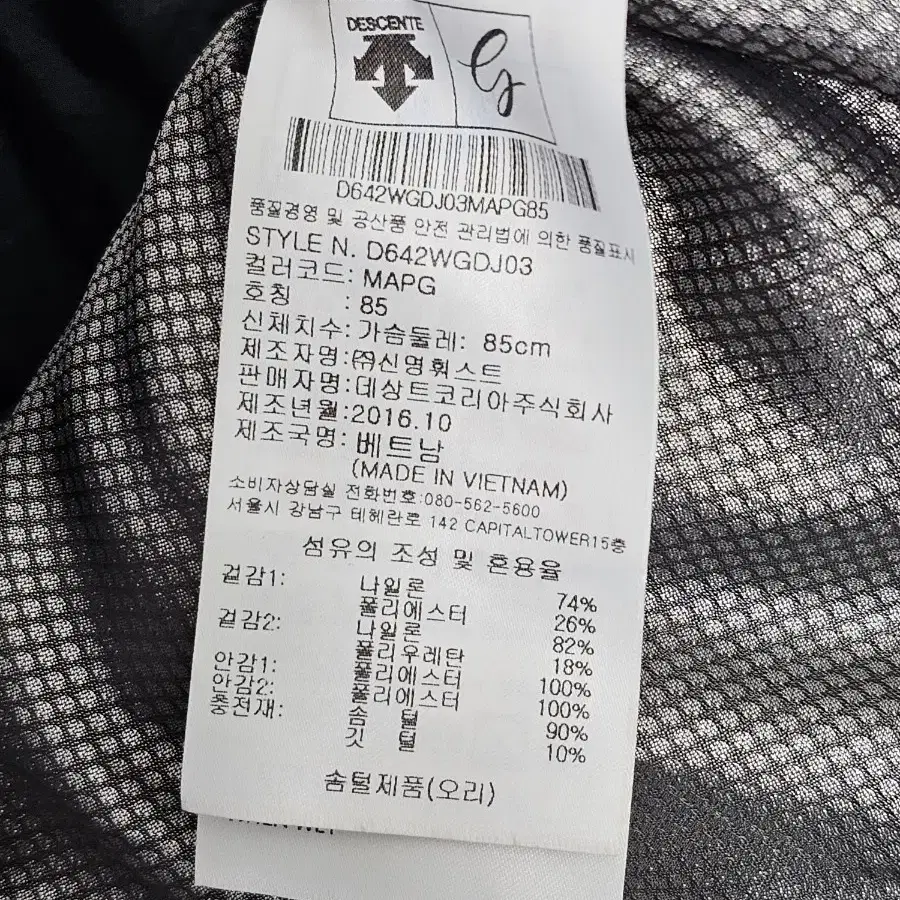 DESCENTE
D642WGDJ03MAPG85
품질경영 및 공산품 안전 관리법에 의한 품질표시
STYLE N. D642WGDJ03
컬러코드: MAPG
호칭 : 85
신체치수: 가슴둘레: 85cm
제조자명:㈜신명훠스트
판매자명:데상트코리아주식회사
제조년월:2016.10
제조국명: 베트남
(MADE IN VIETNAM)
소비자상담실 전화번호:080-562-5600
서울시 강남구 테헤란로 142 CAPITALTOWER15층
섬유의 조성 및 혼용율
겉감1: 나일론 74%
폴리에스터 26%
겉감2: 나일론 82%
폴리우레탄 18%
안감1: 폴리에스터 100%
안감2: 폴리에스터 100%
충전재: 솜 털 90%
깃 털 10%
솜털제품(오리)